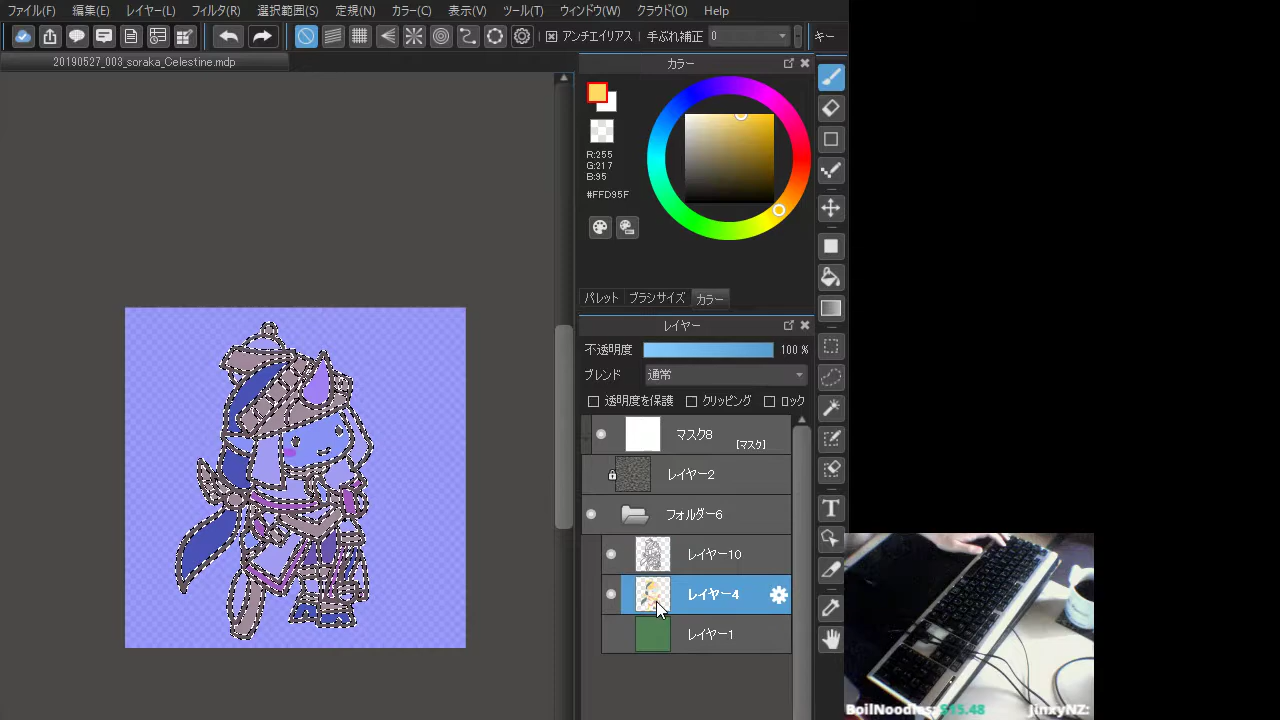 ファイル(F) 編集(E) レイヤー(L) フィルタ(R) 選択範囲(S) 定規(N) カラー(C) 表示(V) ツール(T) ウィンドウ(W) クラウド(O) Help
アンチエイリアス 手ぶれ補正 0 キー
20190527_003_soraka_Celestine.mdp
カラー
R:255
G:217
B:95
#FFD95F
パレット ブラシサイズ カラー
レイヤー
不透明度 100 %
ブレンド 通常
透明度を保護 クリッピング ロック
マスク8
[マスク]
レイヤー2
フォルダー6
レイヤー10
レイヤー4
レイヤー1
T
BoilNoodles: $15.48 JinxyNZ: